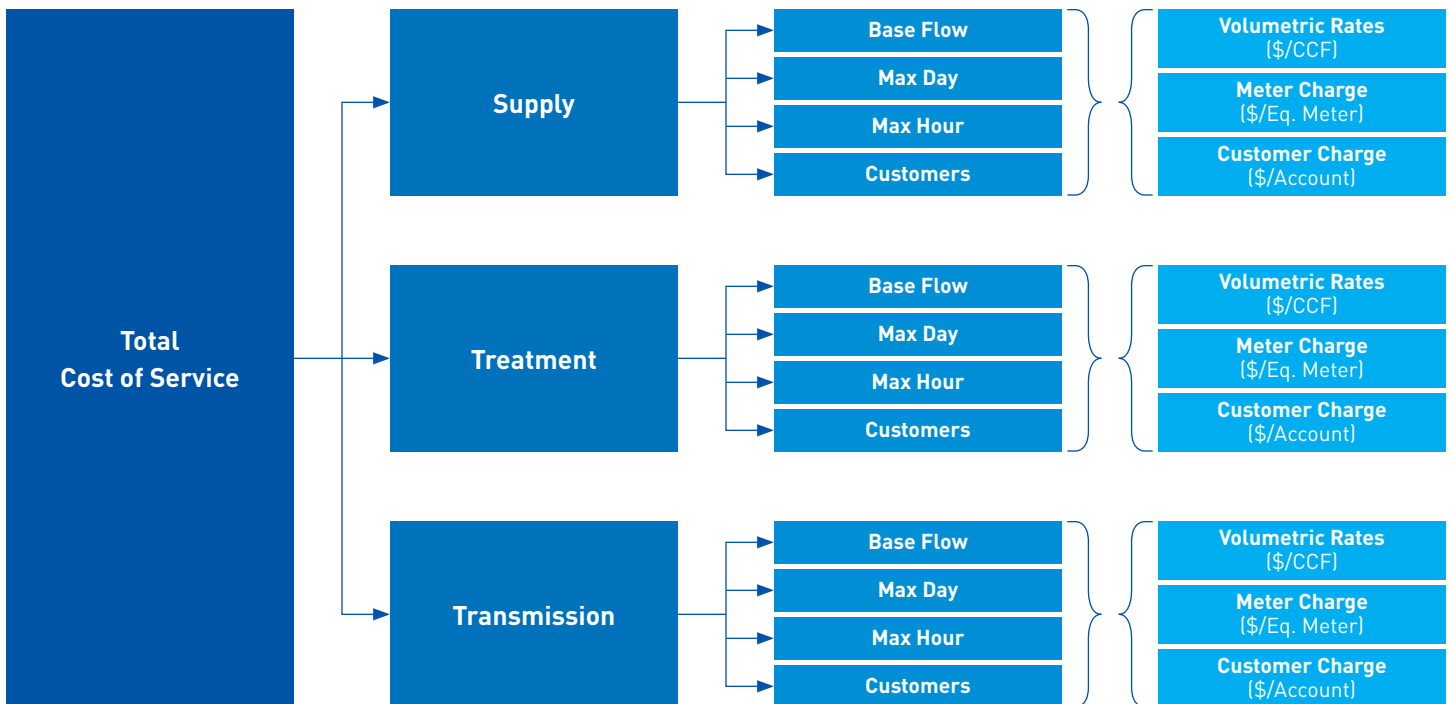 Total
Cost of Service
Supply
Base Flow
Max Day
Max Hour
Customers
Volumetric Rates
($/CCF)
Meter Charge
($/Eq. Meter)
Customer Charge
($/Account)
Treatment
Base Flow
Max Day
Max Hour
Customers
Volumetric Rates
($/CCF)
Meter Charge
($/Eq. Meter)
Customer Charge
($/Account)
Transmission
Base Flow
Max Day
Max Hour
Customers
Volumetric Rates
($/CCF)
Meter Charge
($/Eq. Meter)
Customer Charge
($/Account)